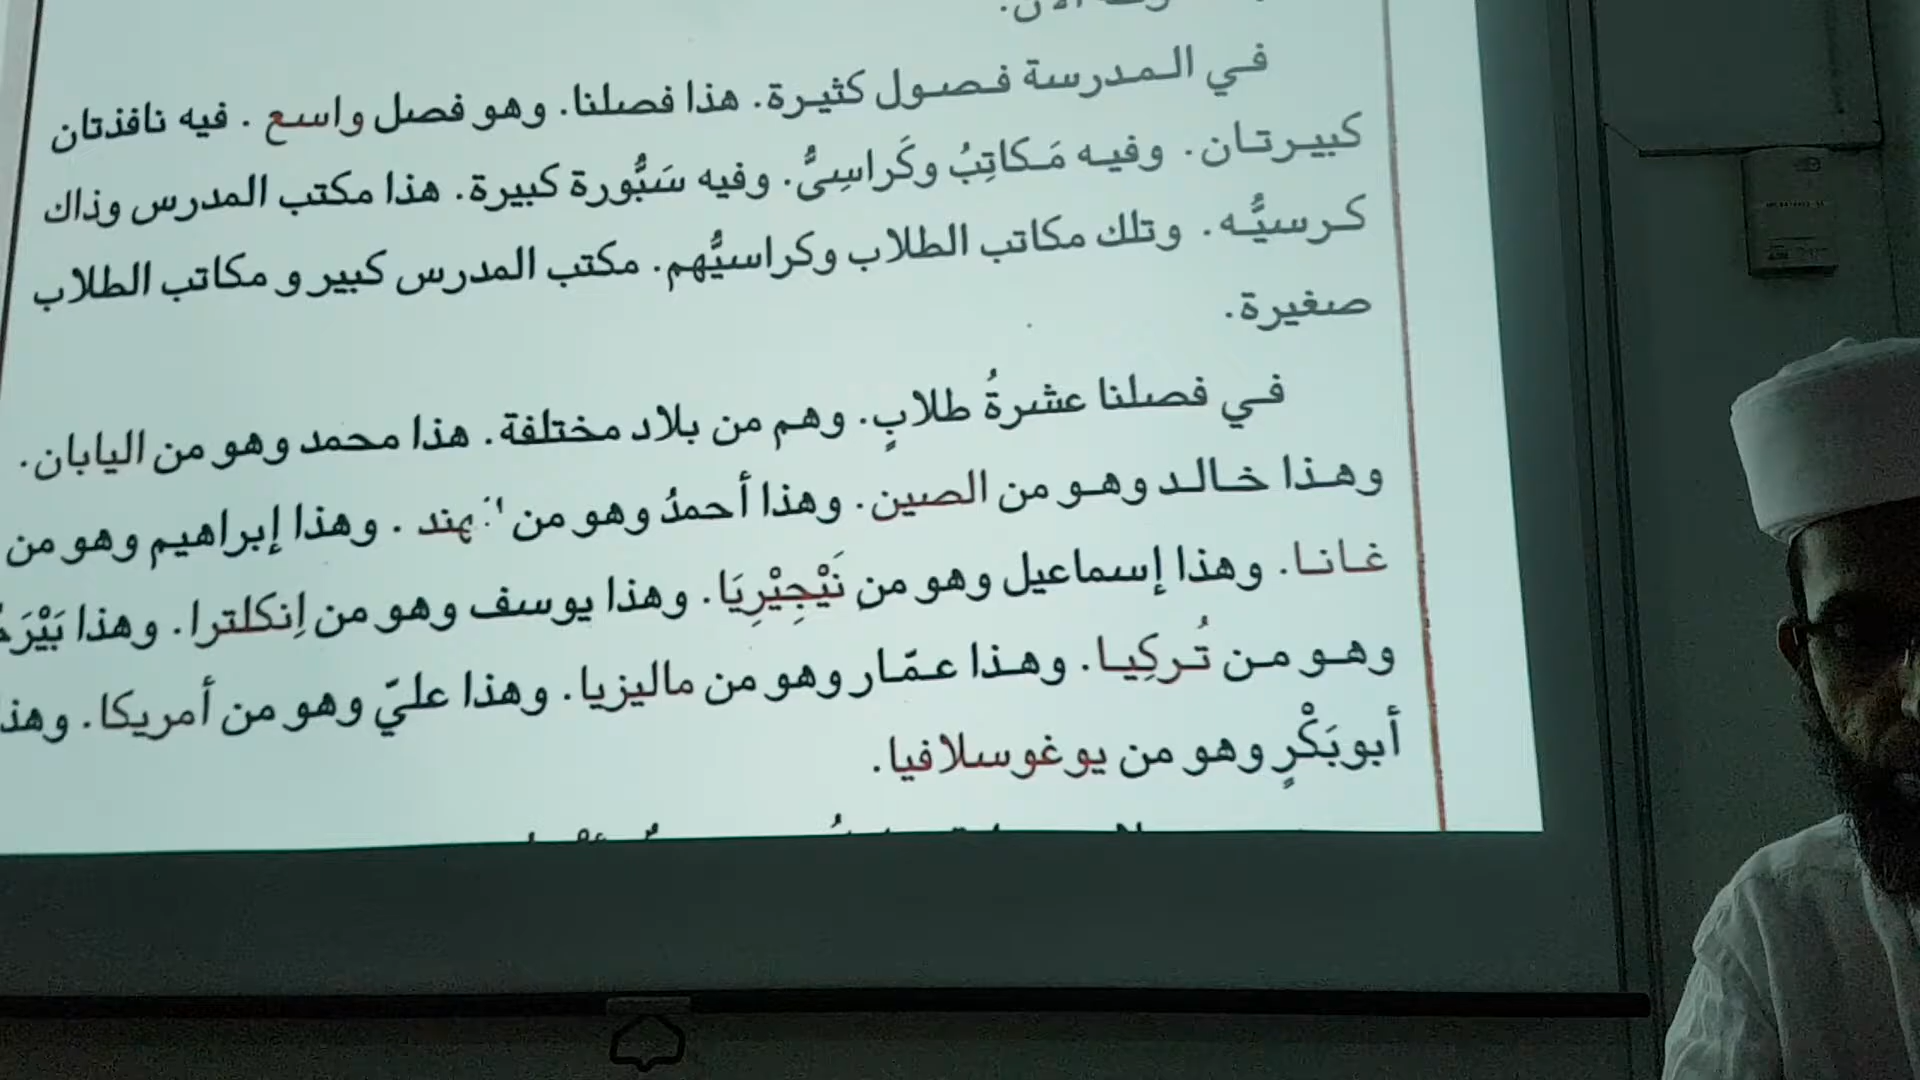 الآن.
في المدرسة فصول كثيرة. هذا فصلنا. وهو فصل واسع. فيه نافذتان
كبيرتان. وفيه مَكاتِبُ وكَراسِيُّ. وفيه سَبُّورة كبيرة. هذا مكتب المدرس وذاك
كرسيُّه. وتلك مكاتب الطلاب وكراسيُّهم. مكتب المدرس كبير و مكاتب الطلاب
صغيرة.
في فصلنا عشرةُ طلابٍ. وهم من بلاد مختلفة. هذا محمد وهو من اليابان.
وهذا خالد وهو من الصين. وهذا أحمدُ وهو من الهند. وهذا إبراهيم وهو من
غانا. وهذا إسماعيل وهو من نَيْجِيْرِيَا. وهذا يوسف وهو من إِنكلترا. وهذا
وهو من تُركِيا. وهذا عمّار وهو من ماليزيا. وهذا عليّ وهو من أمريكا. وهذ
أبو بَكْرٍ وهو من يوغوسلافيا.